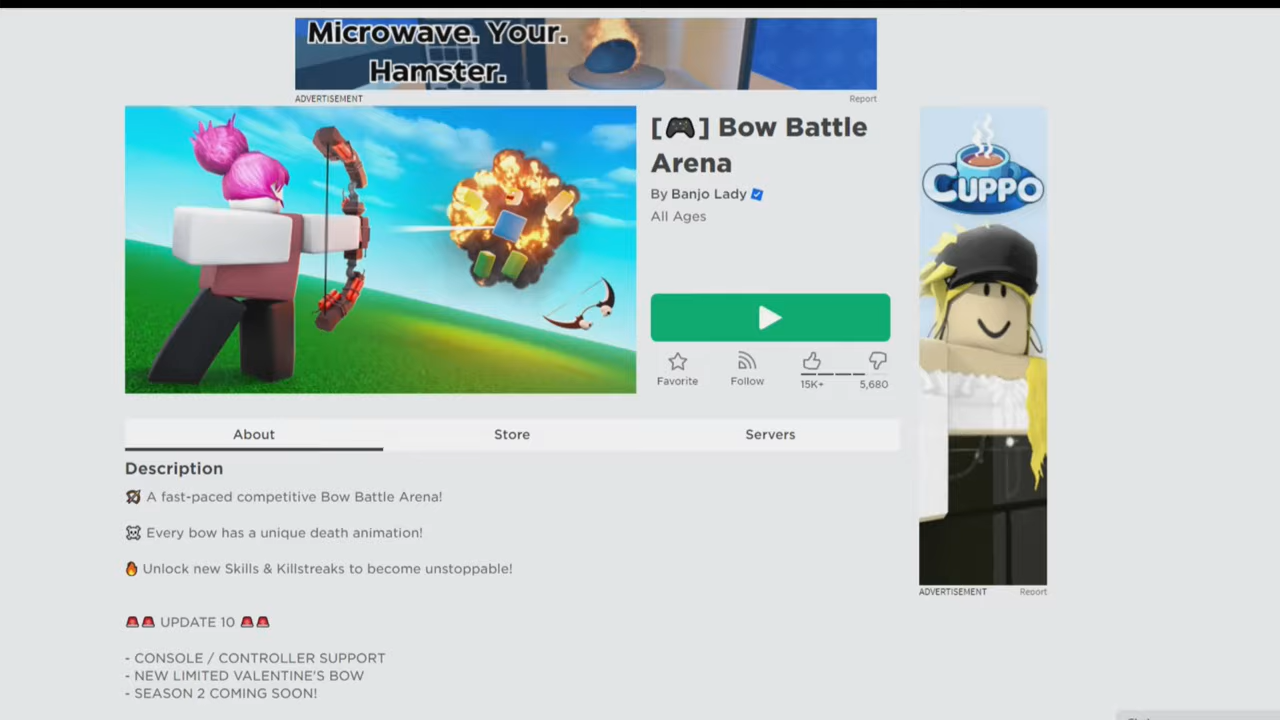 Microwave. Your.
Hamster.
ADVERTISEMENT
Report
[🎮] Bow Battle
Arena
By Banjo Lady
All Ages
CUPPO
Favorite
Follow
15K+
5,680
About
Store
Servers
Description
A fast-paced competitive Bow Battle Arena!
Every bow has a unique death animation!
🔥 Unlock new Skills & Killstreaks to become unstoppable!
ADVERTISEMENT
Report
🚨🚨 UPDATE 10 🚨🚨
- CONSOLE / CONTROLLER SUPPORT
- NEW LIMITED VALENTINE'S BOW
- SEASON 2 COMING SOON!